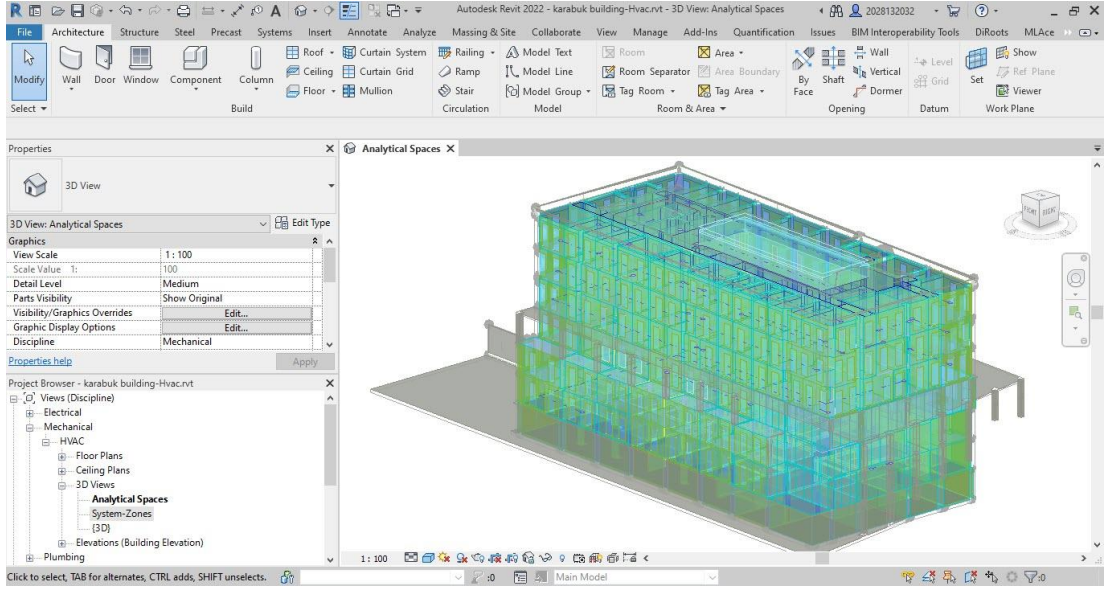 Autodesk Revit 2022 - karabuk building-Hvac.rvt - 3D View: Analytical Spaces
2028132032
File Architecture Structure Steel Precast Systems Insert Annotate Analyze Massing & Site Collaborate View Manage Add-Ins Quantification Issues BIM Interoperability Tools DiRoots MLAce
Modify Wall Door Window Component Column
Roof Curtain System Railing Model Text Room Area Wall Show
Ceiling Curtain Grid Ramp Model Line Room Separator Area Boundary By Face Shaft Vertical Level Set Ref Plane
Floor Mullion Stair Model Group Tag Room Tag Area Dormer Grid Viewer
Select Build Circulation Model Room & Area Opening Datum Work Plane
Properties X Analytical Spaces X
3D View
3D View: Analytical Spaces Edit Type
Graphics
View Scale 1 : 100
Scale Value 1: 100
Detail Level Medium
Parts Visibility Show Original
Visibility/Graphics Overrides Edit...
Graphic Display Options Edit...
Discipline Mechanical
Properties help Apply
Project Browser - karabuk building-Hvac.rvt X
Views (Discipline)
Electrical
Mechanical
HVAC
Floor Plans
Ceiling Plans
3D Views
Analytical Spaces
System-Zones
{3D}
Elevations (Building Elevation)
Plumbing
1 : 100
Click to select, TAB for alternates, CTRL adds, SHIFT unselects. :0 Main Model :0